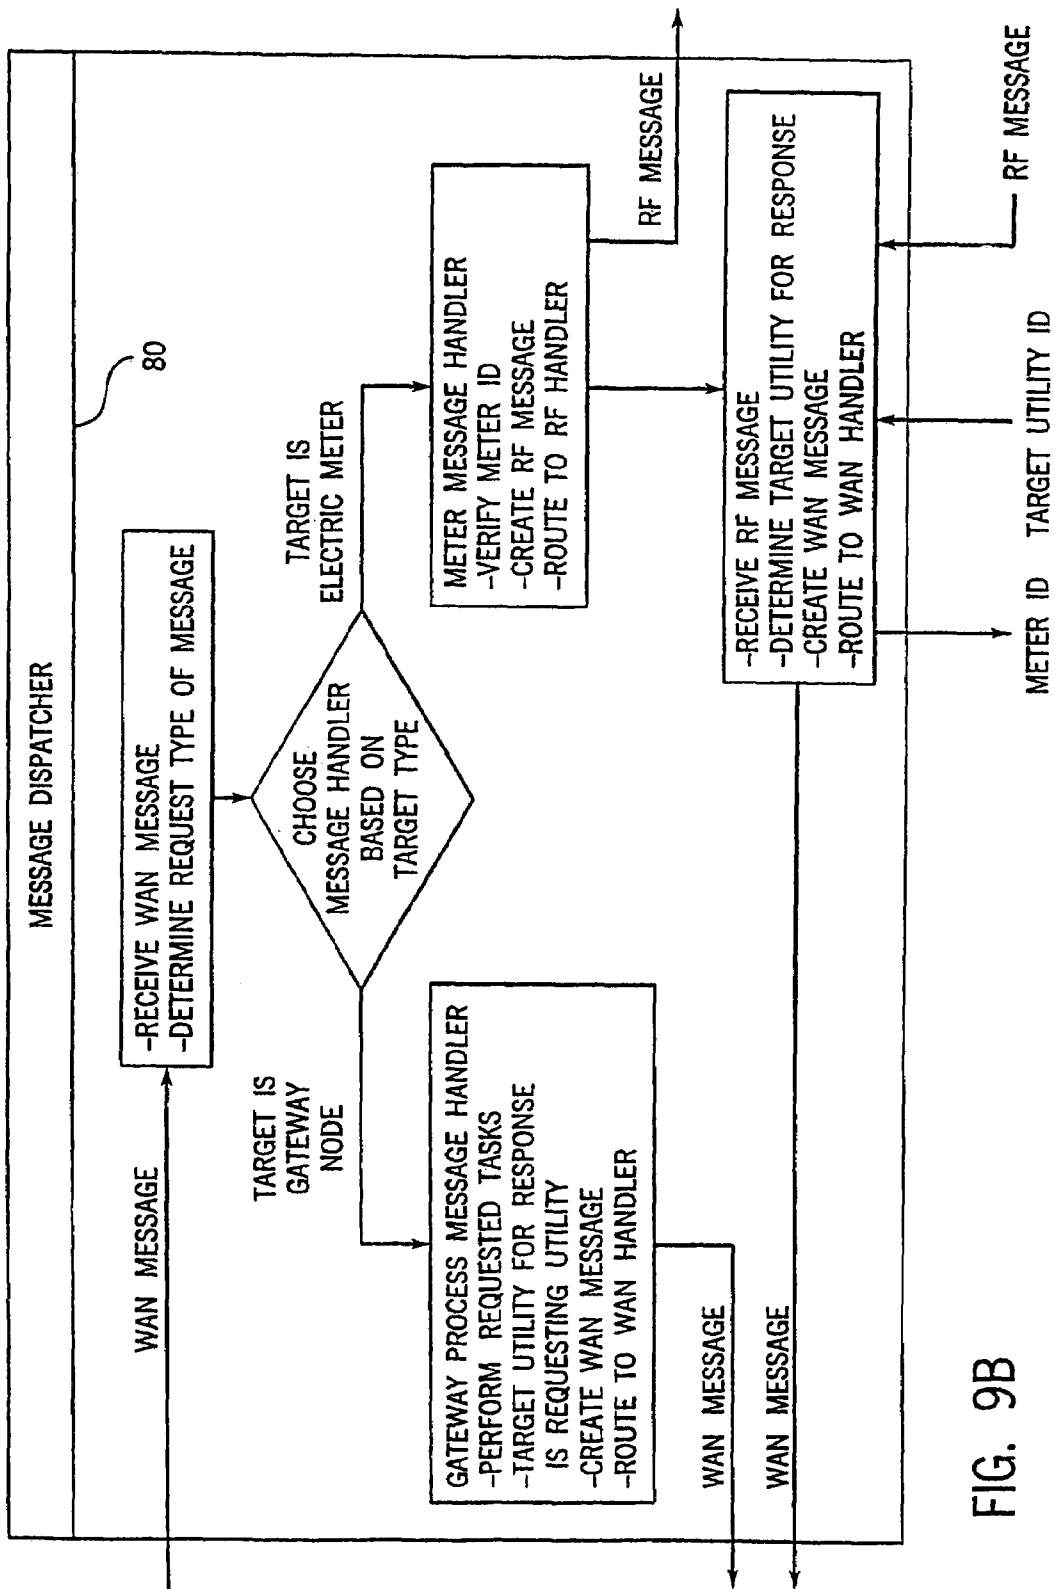 MESSAGE DISPATCHER
80
WAN MESSAGE
-RECEIVE WAN MESSAGE
-DETERMINE REQUEST TYPE OF MESSAGE
CHOOSE
MESSAGE HANDLER
BASED ON
TARGET TYPE
TARGET IS
GATEWAY
NODE
TARGET IS
ELECTRIC METER
GATEWAY PROCESS MESSAGE HANDLER
-PERFORM REQUESTED TASKS
-TARGET UTILITY FOR RESPONSE
IS REQUESTING UTILITY
-CREATE WAN MESSAGE
-ROUTE TO WAN HANDLER
METER MESSAGE HANDLER
-VERIFY METER ID
-CREATE RF MESSAGE
-ROUTE TO RF HANDLER
RF MESSAGE
WAN MESSAGE
WAN MESSAGE
-RECEIVE RF MESSAGE
-DETERMINE TARGET UTILITY FOR RESPONSE
-CREATE WAN MESSAGE
-ROUTE TO WAN HANDLER
METER ID
TARGET UTILITY ID
RF MESSAGE
FIG. 9B